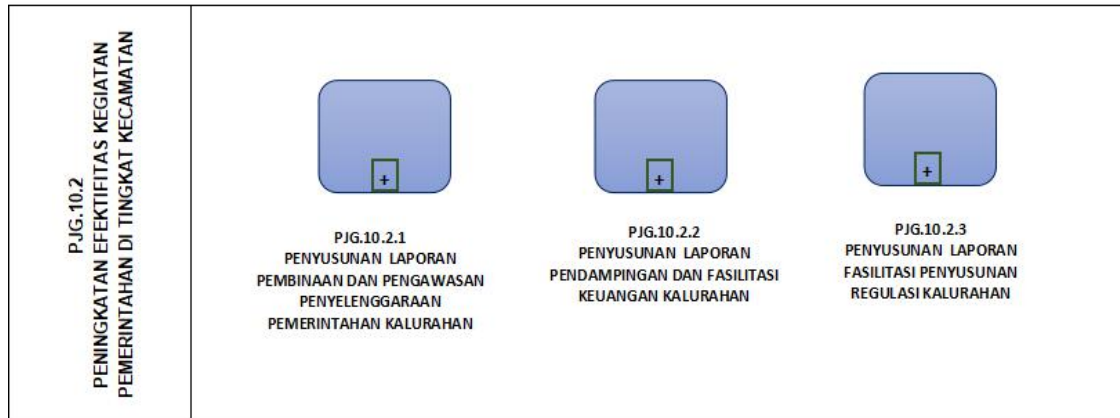 PJG.10.2
PENINGKATAN EFEKTIFITAS KEGIATAN
PEMERINTAHAN DI TINGKAT KECAMATAN
+
PJG.10.2.1
PENYUSUNAN LAPORAN
PEMBINAAN DAN PENGAWASAN
PENYELENGGARAAN
PEMERINTAHAN KALURAHAN
+
PJG.10.2.2
PENYUSUNAN LAPORAN
PENDAMPINGAN DAN FASILITASI
KEUANGAN KALURAHAN
+
PJG.10.2.3
PENYUSUNAN LAPORAN
FASILITASI PENYUSUNAN
REGULASI KALURAHAN